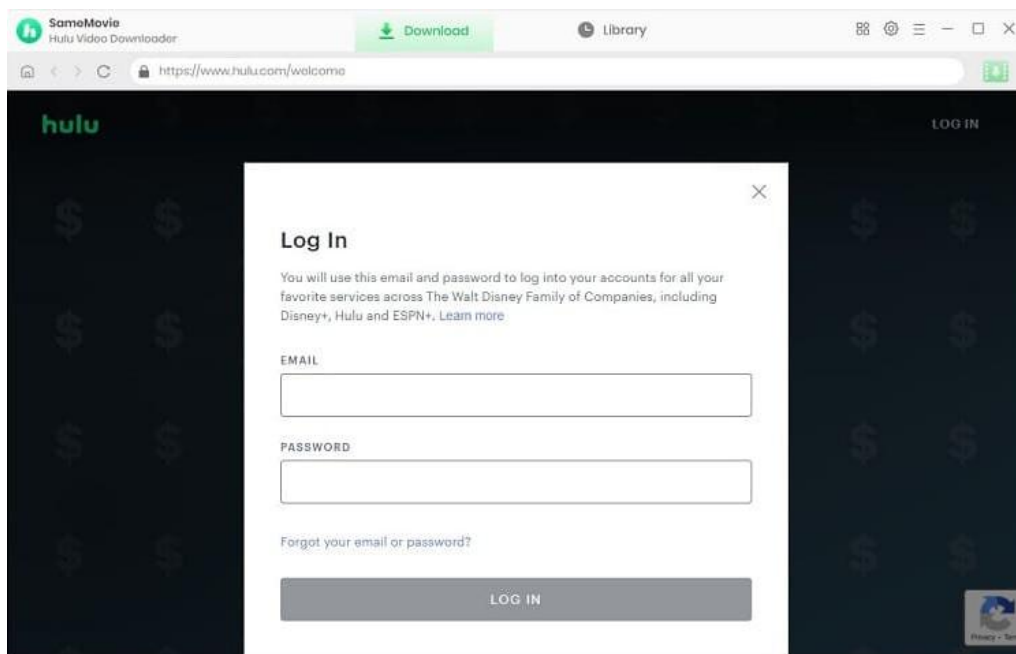 SameMovie
Hulu Video Downloader
Download
Library
https://www.hulu.com/welcome
hulu
LOG IN
Log In
You will use this email and password to log into your accounts for all your
favorite services across The Walt Disney Family of Companies, including
Disney+, Hulu and ESPN+. Learn more
EMAIL
PASSWORD
Forgot your email or password?
LOG IN
Privacy -